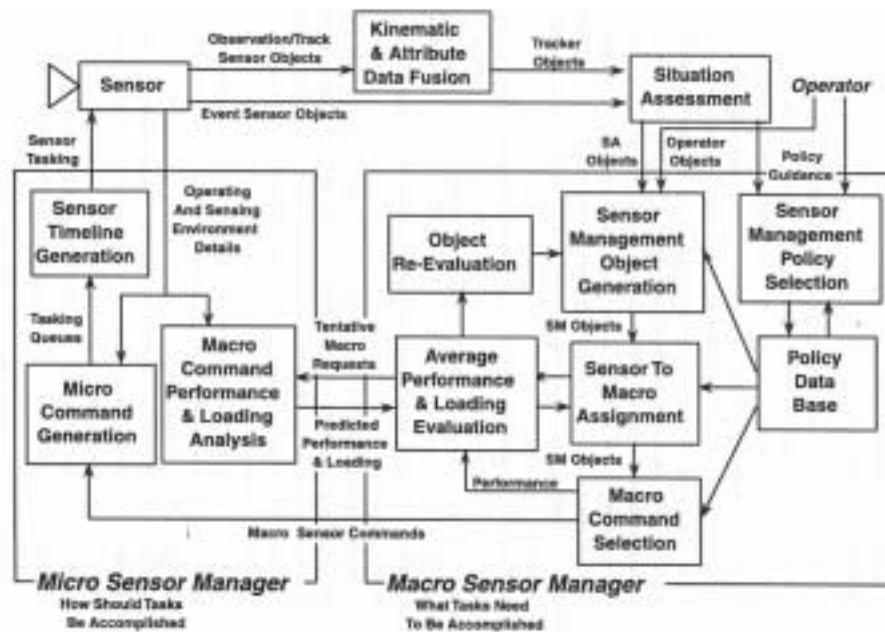 Kinematic
& Attribute
Data Fusion
Observation/Track
Sensor Objects
Tracker
Objects
Sensor
Event Sensor Objects
Situation
Assessment
Operator
Sensor
Tasking
SA
Objects
Operator
Objects
Policy
Guidance
Sensor
Timeline
Generation
Operating
And Sensing
Environment
Details
Object
Re-Evaluation
Sensor
Management
Object
Generation
Sensor
Management
Policy
Selection
Tasking
Queues
Tentative
Macro
Requests
SM Objects
Micro
Command
Generation
Macro
Command
Performance
& Loading
Analysis
Average
Performance
& Loading
Evaluation
Sensor To
Macro
Assignment
Policy
Data
Base
Predicted
Performance
& Loading
SM Objects
Performance
Macro
Command
Selection
Macro Sensor Commands
Micro Sensor Manager
How Should Tasks
Be Accomplished
Macro Sensor Manager
What Tasks Need
To Be Accomplished